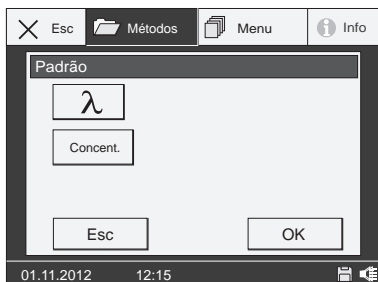 Esc Métodos Menu Info
Padrão
λ
Concent.
Esc OK
01.11.2012 12:15